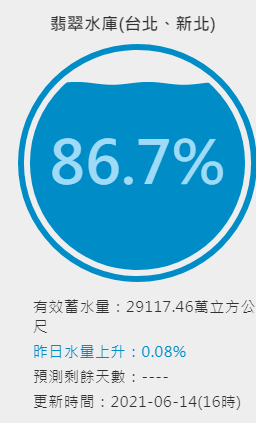 翡翠水庫(台北、新北)
86.7%
有效蓄水量：29117.46萬立方公
尺
昨日水量上升：0.08%
預測剩餘天數：----
更新時間：2021-06-14(16時)